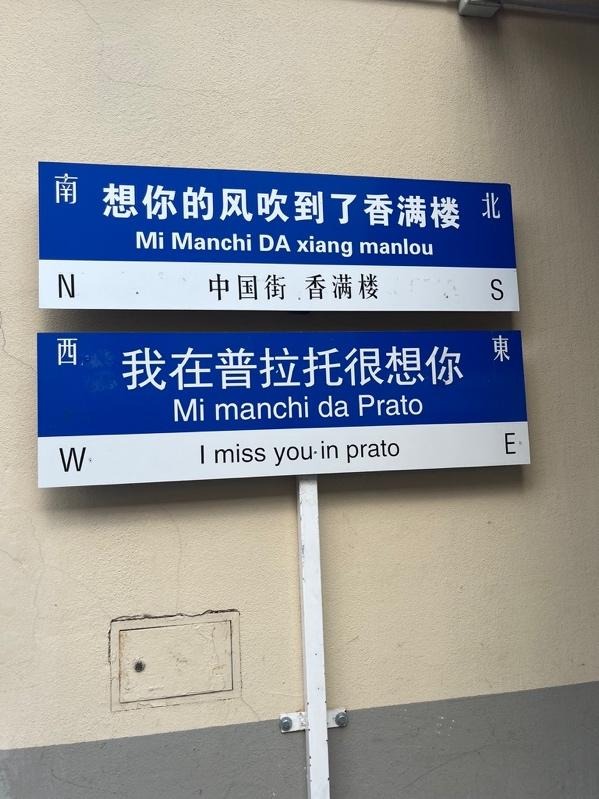 南 想你的风吹到了香满楼 北
Mi Manchi DA xiang manlou
N 中国街 香满楼 S
西 我在普拉托很想你 東
Mi manchi da Prato
W I miss you in prato E